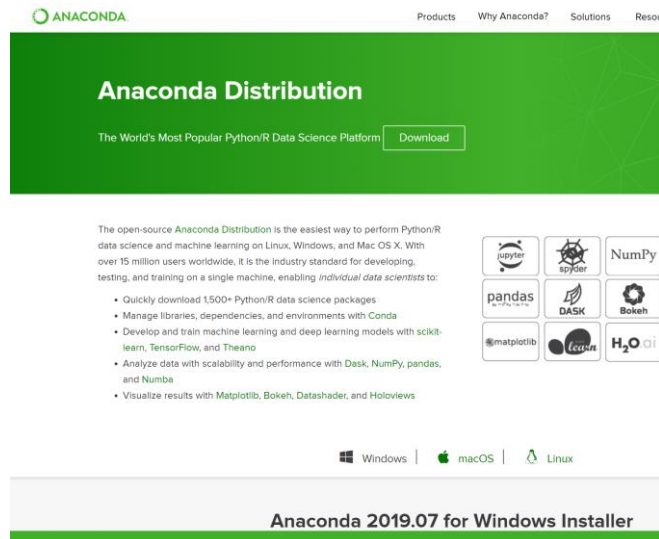 ANACONDA.
Products Why Anaconda? Solutions Resou
Anaconda Distribution
The World's Most Popular Python/R Data Science Platform Download
The open-source Anaconda Distribution is the easiest way to perform Python/R
data science and machine learning on Linux, Windows, and Mac OS X. With
over 15 million users worldwide, it is the industry standard for developing,
testing, and training on a single machine, enabling individual data scientists to:
• Quickly download 1,500+ Python/R data science packages
• Manage libraries, dependencies, and environments with Conda
• Develop and train machine learning and deep learning models with scikit-
learn, TensorFlow, and Theano
• Analyze data with scalability and performance with Dask, NumPy, pandas,
and Numba
• Visualize results with Matplotlib, Bokeh, Datashader, and Holoviews
jupyter
spyder
NumPy
pandas
DASK
Bokeh
matplotlib
learn
H2O.ai
Windows | macOS | Linux
Anaconda 2019.07 for Windows Installer